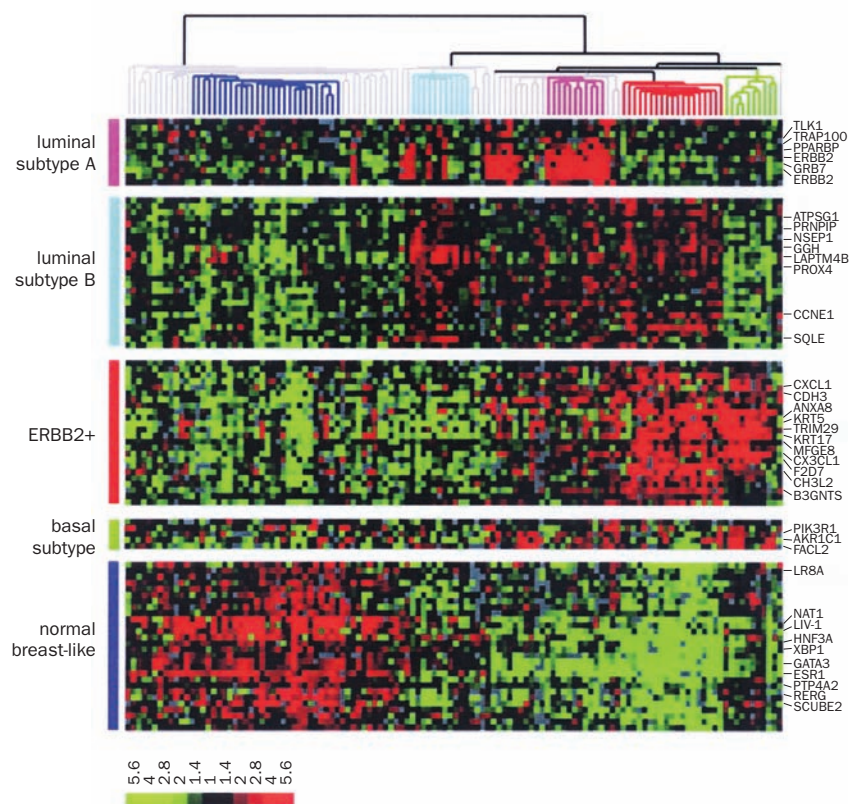 luminal
subtype A
TLK1
TRAP100
PPARBP
ERBB2
GRB7
ERBB2
luminal
subtype B
ATPSG1
PRNPIP
NSEP1
GGH
LAPTM4B
PROX4
CCNE1
SQLE
ERBB2+
CXCL1
CDH3
ANXA8
KRT5
TRIM29
KRT17
MFGE8
CX3CL1
F2D7
CH3L2
B3GNTS
basal
subtype
PIK3R1
AKR1C1
FACL2
normal
breast-like
LR8A
NAT1
LIV-1
HNF3A
XBP1
GATA3
ESR1
PTP4A2
RERG
SCUBE2
5.6
4
2.8
2
1.4
1
1.4
2
2.8
4
5.6